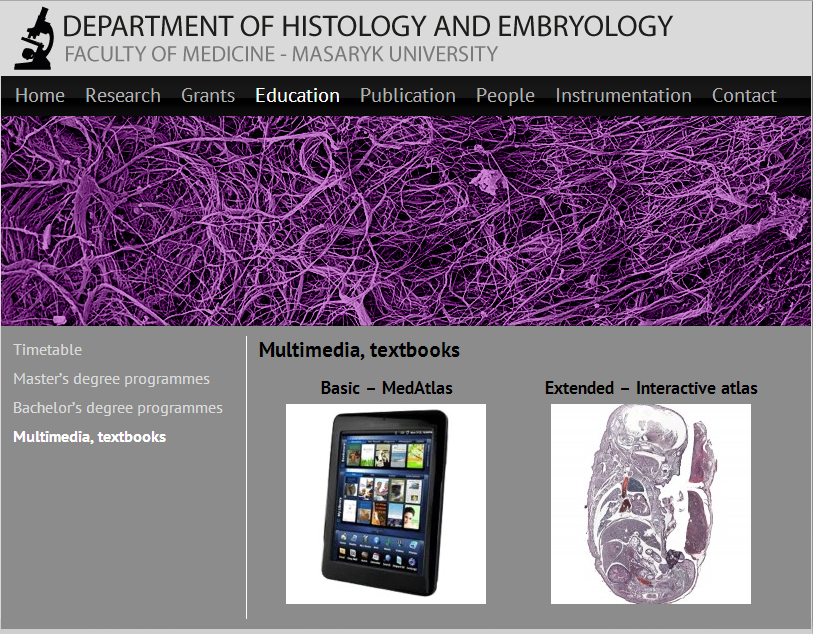 DEPARTMENT OF HISTOLOGY AND EMBRYOLOGY
FACULTY OF MEDICINE - MASARYK UNIVERSITY
Home Research Grants Education Publication People Instrumentation Contact
Timetable
Master's degree programmes
Bachelor's degree programmes
Multimedia, textbooks
Multimedia, textbooks
Basic – MedAtlas
Extended – Interactive atlas